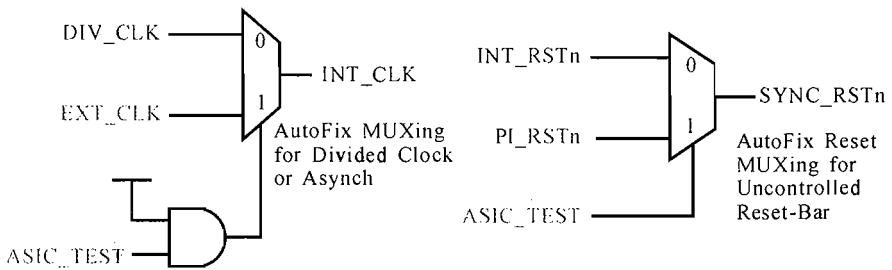 DIV_CLK
0
INT_CLK
EXT_CLK
1
AutoFix MUXing
for Divided Clock
or Asynch
ASIC_TEST
INT_RSTn
0
SYNC_RSTn
PI_RSTn
1
AutoFix Reset
MUXing for
Uncontrolled
Reset-Bar
ASIC_TEST